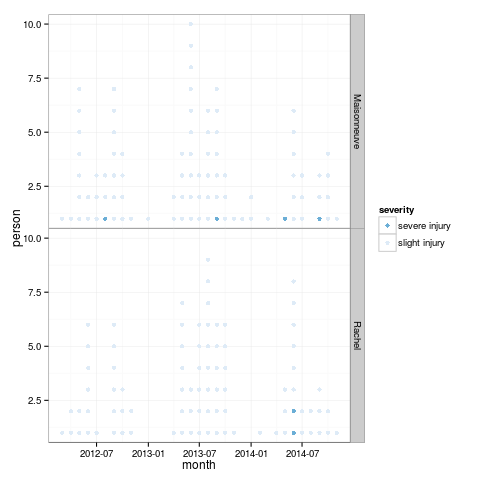 10.0
7.5
5.0
2.5
Maisonneuve
person
10.0
7.5
5.0
2.5
Rachel
2012-07 2013-01 2013-07 2014-01 2014-07
month
severity
severe injury
slight injury